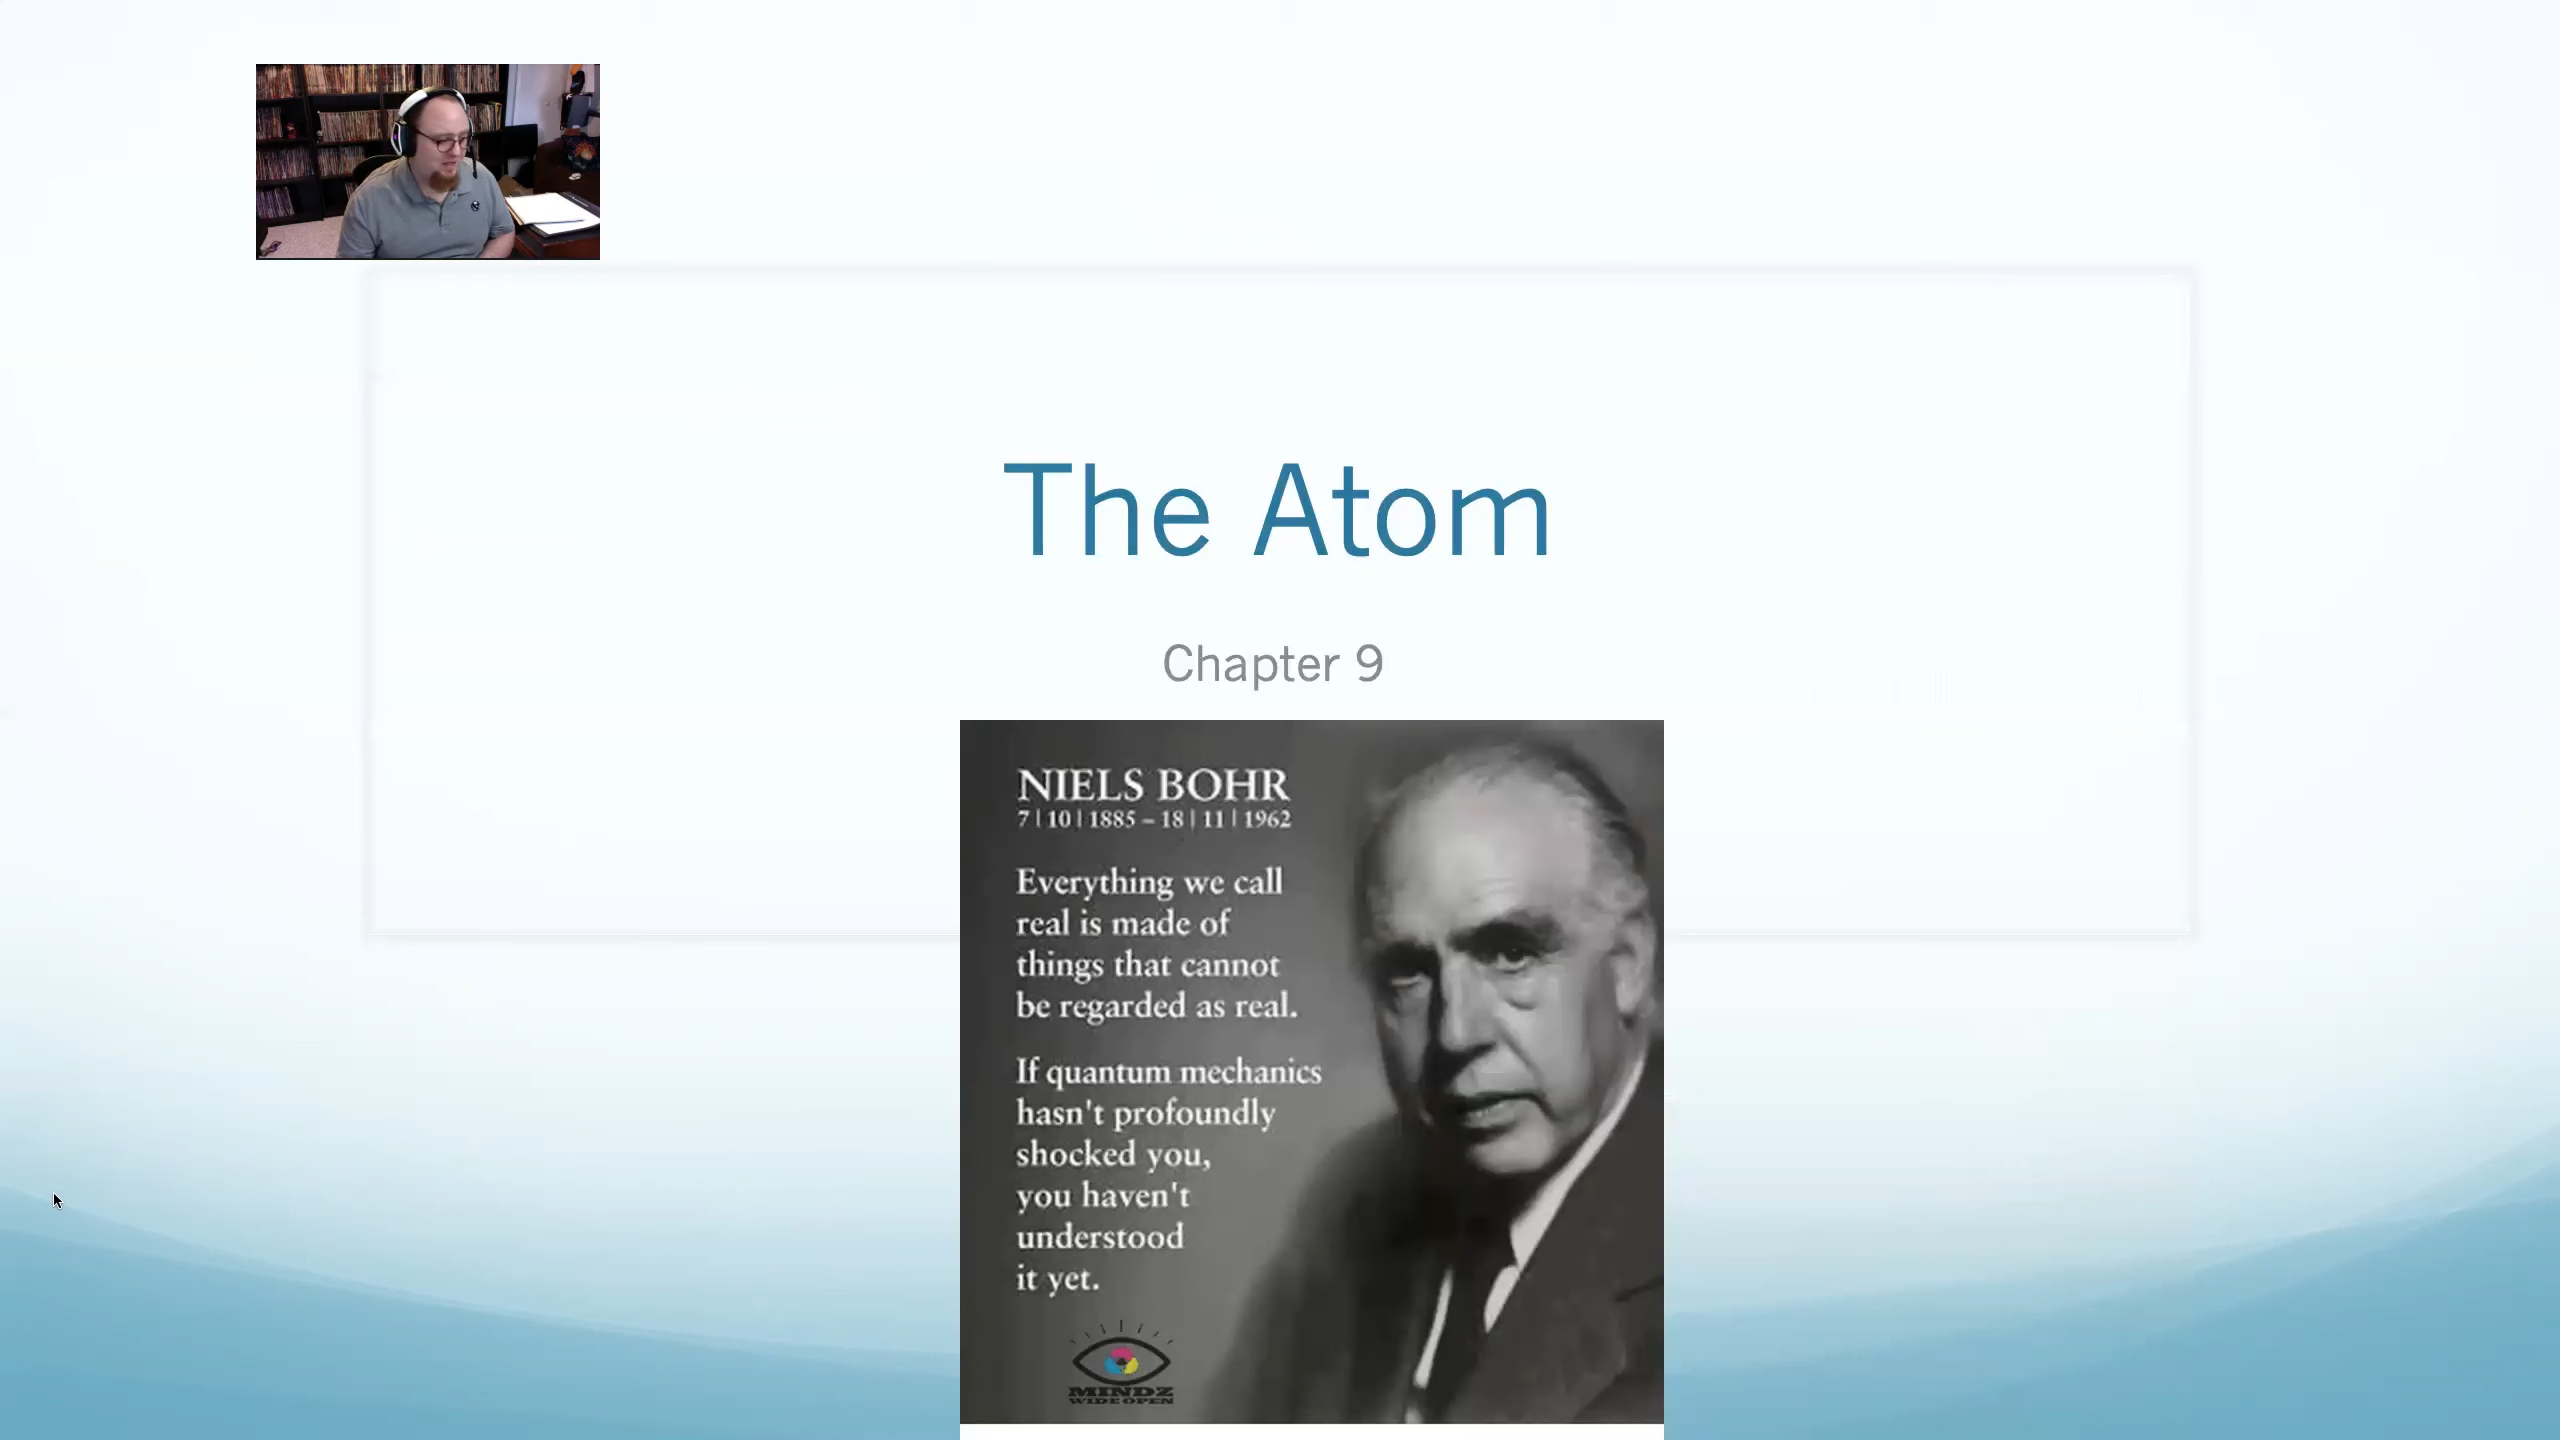 The Atom
Chapter 9
NIELS BOHR
7 | 10 | 1885 – 18 | 11 | 1962
Everything we call
real is made of
things that cannot
be regarded as real.
If quantum mechanics
hasn't profoundly
shocked you,
you haven't
understood
it yet.
MINDZ
WIDE OPEN